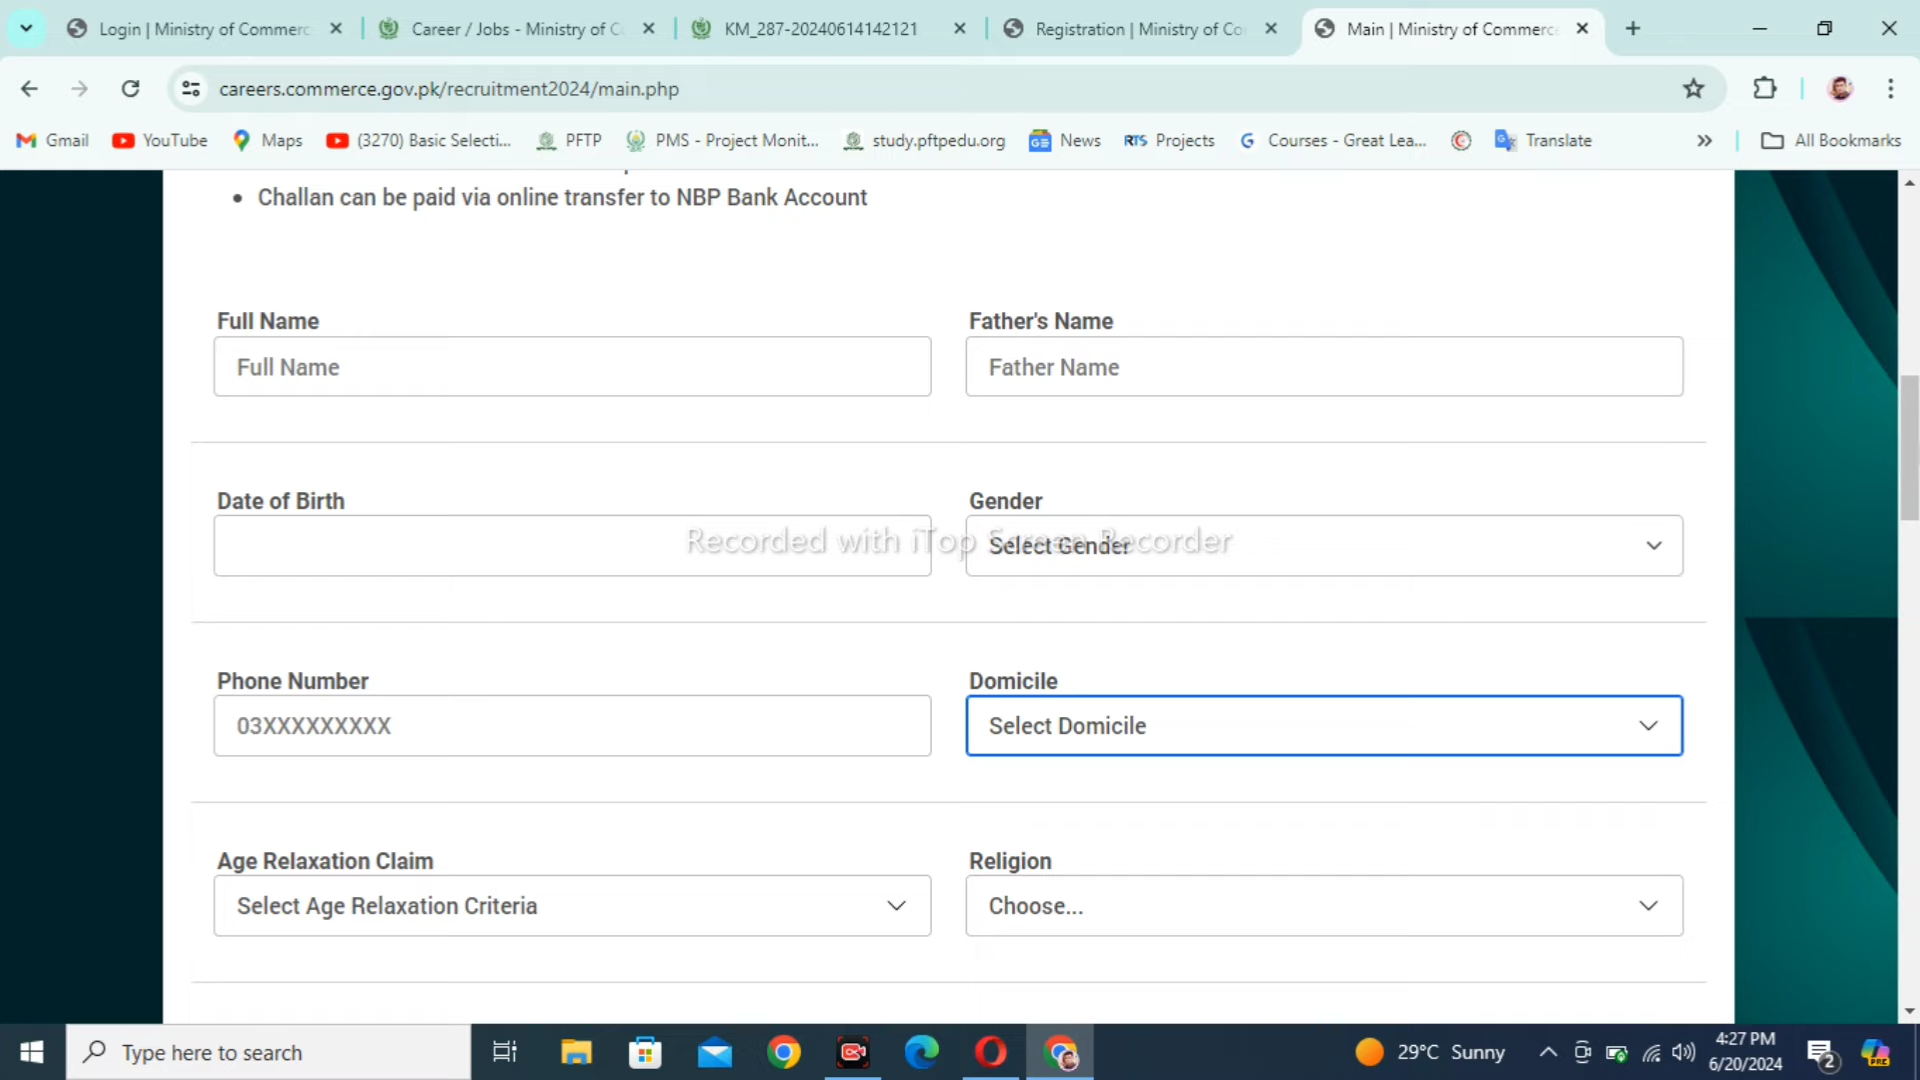 Login | Ministry of Commerc
Career / Jobs - Ministry of C
KM_287-20240614142121
Registration | Ministry of Co
Main | Ministry of Commerce
careers.commerce.gov.pk/recruitment2024/main.php
Gmail
YouTube
Maps
(3270) Basic Selecti...
PFTP
PMS - Project Monit...
study.pftpedu.org
News
RTS Projects
Courses - Great Lea...
Translate
All Bookmarks
Challan can be paid via online transfer to NBP Bank Account
Full Name
Father's Name
Full Name
Father Name
Date of Birth
Gender
Select Gender
Recorded with iTop Screen Recorder
Phone Number
Domicile
03XXXXXXXXX
Select Domicile
Age Relaxation Claim
Religion
Select Age Relaxation Criteria
Choose...
Type here to search
29°C Sunny
4:27 PM
6/20/2024
2
PRE